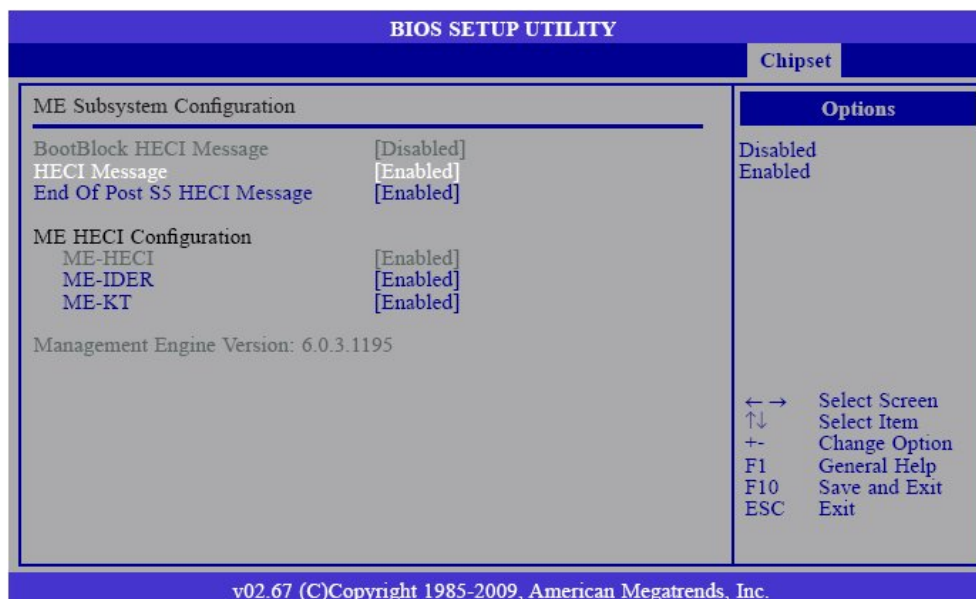 BIOS SETUP UTILITY
Chipset
ME Subsystem Configuration
BootBlock HECI Message [Disabled]
HECI Message [Enabled]
End Of Post S5 HECI Message [Enabled]
ME HECI Configuration
ME-HECI [Enabled]
ME-IDER [Enabled]
ME-KT [Enabled]
Management Engine Version: 6.0.3.1195
Options
Disabled
Enabled
← → Select Screen
↑↓ Select Item
+- Change Option
F1 General Help
F10 Save and Exit
ESC Exit
v02.67 (C)Copyright 1985-2009, American Megatrends, Inc.